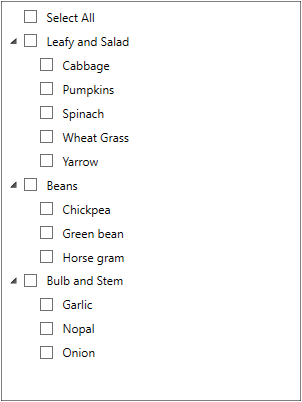 Select All
Leafy and Salad
Cabbage
Pumpkins
Spinach
Wheat Grass
Yarrow
Beans
Chickpea
Green bean
Horse gram
Bulb and Stem
Garlic
Nopal
Onion